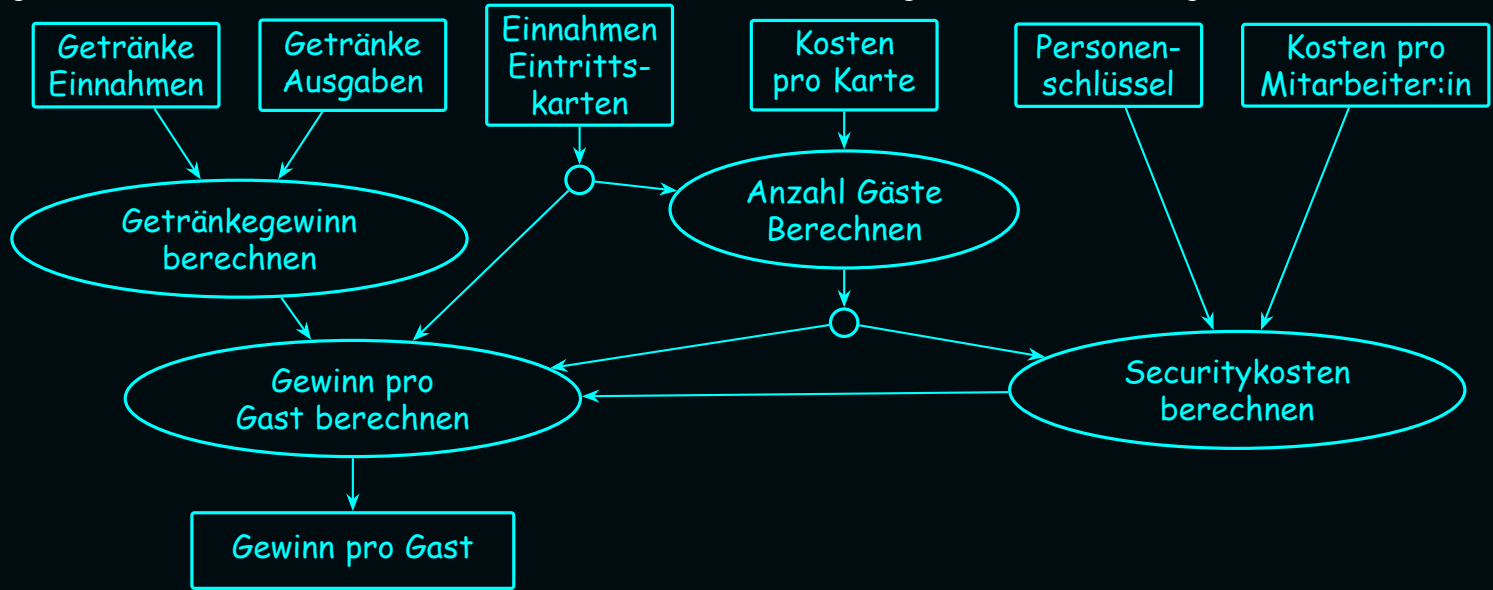 Getränke
Einnahmen
Getränke
Ausgaben
Einnahmen
Eintritts-
karten
Kosten
pro Karte
Personen-
schlüssel
Kosten pro
Mitarbeiter:in
Getränkegewinn
berechnen
Anzahl Gäste
Berechnen
Gewinn pro
Gast berechnen
Securitykosten
berechnen
Gewinn pro Gast